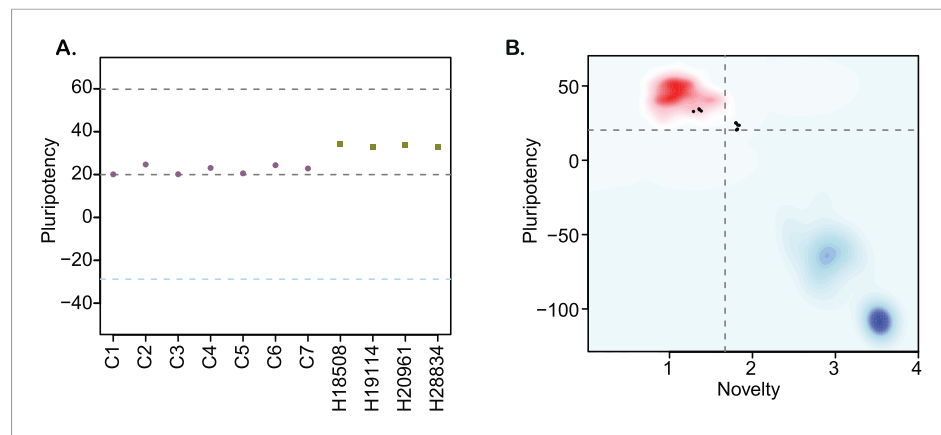 A.
Pluripotency
60
40
20
0
−20
−40
C1
C2
C3
C4
C5
C6
C7
H18508
H19114
H20961
H28834
B.
Pluripotency
50
0
−50
−100
1
2
3
4
Novelty